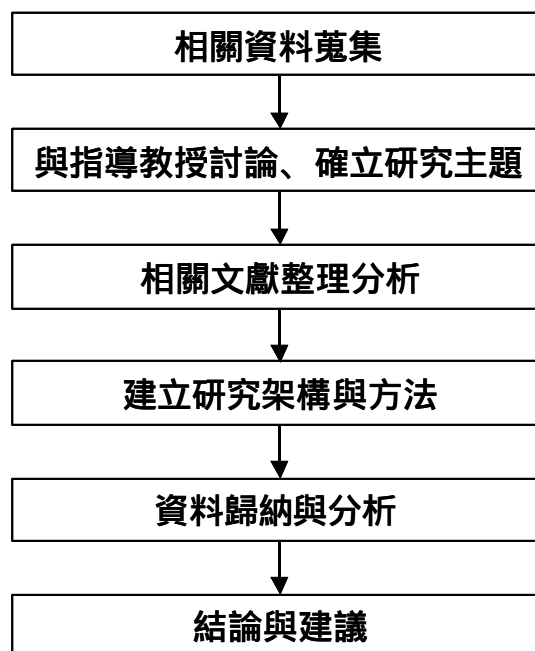 相關資料蒐集
與指導教授討論、確立研究主題
相關文獻整理分析
建立研究架構與方法
資料歸納與分析
結論與建議